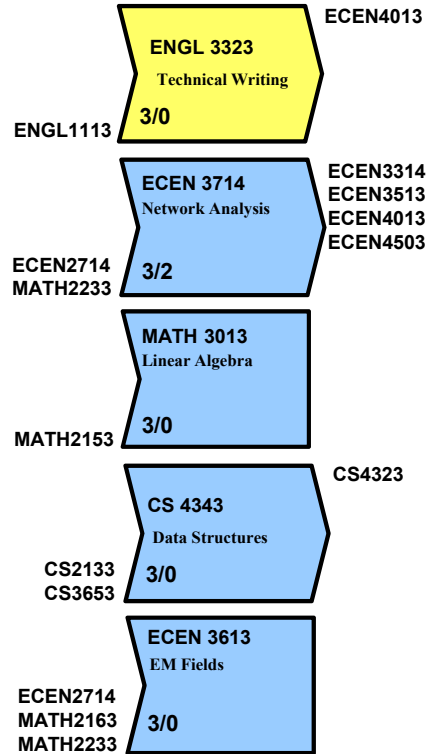 ECEN4013
ENGL 3323
Technical Writing
3/0
ENGL1113
ECEN3314
ECEN3513
ECEN4013
ECEN4503
ECEN 3714
Network Analysis
3/2
ECEN2714
MATH2233
MATH 3013
Linear Algebra
3/0
MATH2153
CS4323
CS 4343
Data Structures
3/0
CS2133
CS3653
ECEN 3613
EM Fields
3/0
ECEN2714
MATH2163
MATH2233